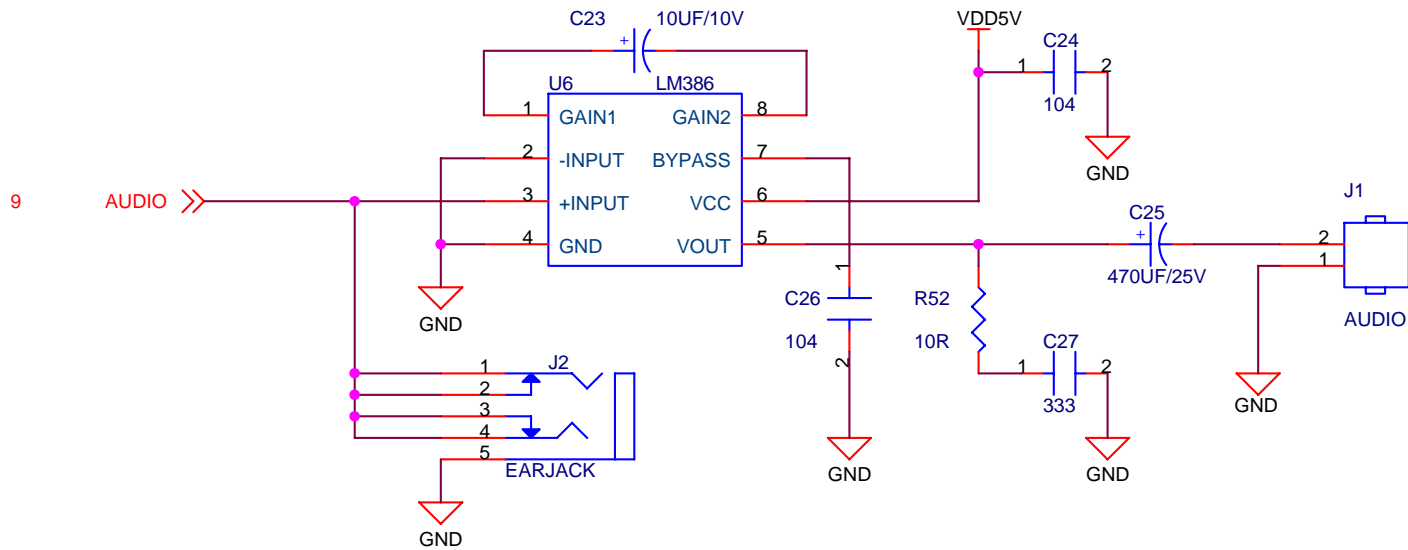 C23 10UF/10V
VDD5V
C24
1 2
104
GND
U6 LM386
1 GAIN1 GAIN2 8
2 -INPUT BYPASS 7
3 +INPUT VCC 6
4 GND VOUT 5
9 AUDIO
GND
J1
C25
+
470UF/25V
2
1
AUDIO
GND
+
1
C26
104
2
GND
R52
10R
C27
1 2
333
GND
J2
1
2
3
4
5
EARJACK
GND